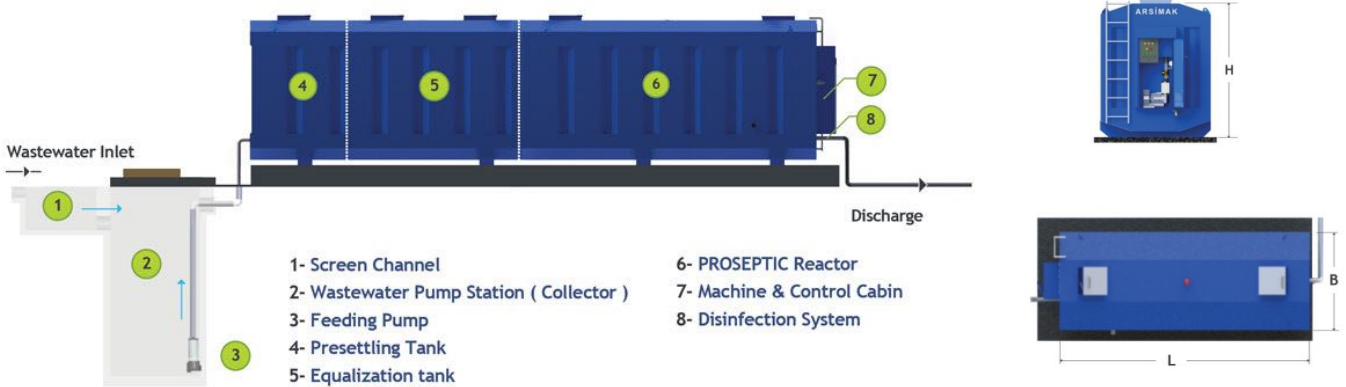 ARSİMAK
H
4
5
6
7
8
Wastewater Inlet
1
2
3
Discharge
B
L
1- Screen Channel
2- Wastewater Pump Station ( Collector )
3- Feeding Pump
4- Presettling Tank
5- Equalization tank
6- PROSEPTIC Reactor
7- Machine & Control Cabin
8- Disinfection System